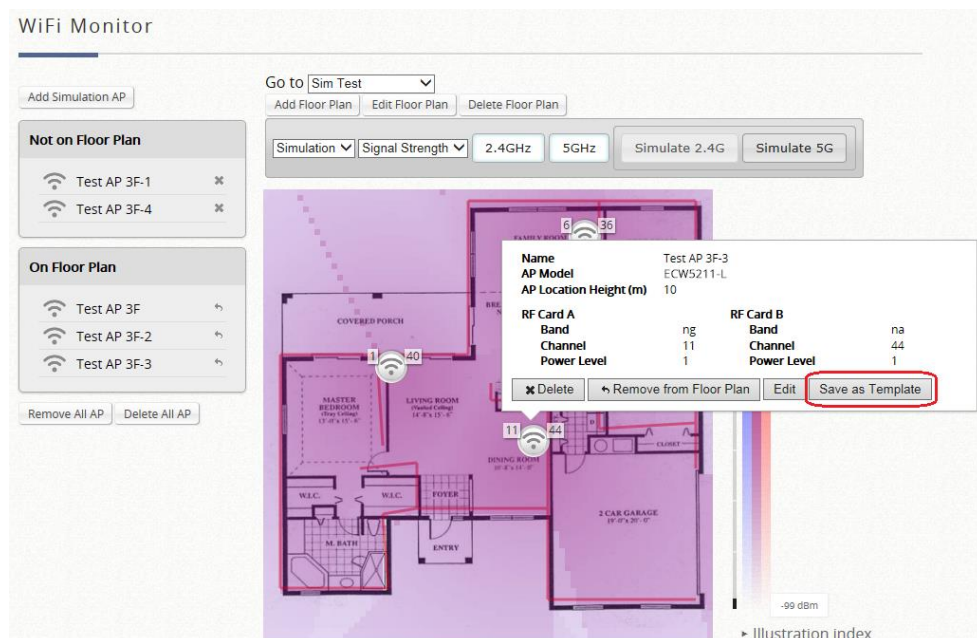 WiFi Monitor
Add Simulation AP
Not on Floor Plan
Test AP 3F-1
Test AP 3F-4
On Floor Plan
Test AP 3F
Test AP 3F-2
Test AP 3F-3
Remove All AP Delete All AP
Go to Sim Test
Add Floor Plan Edit Floor Plan Delete Floor Plan
Simulation Signal Strength 2.4GHz 5GHz Simulate 2.4G Simulate 5G
6 36
FAMILY ROOM
Name Test AP 3F-3
AP Model ECW5211-L
AP Location Height (m) 10
RF Card A RF Card B
Band ng Band na
Channel 11 Channel 44
Power Level 1 Power Level 1
Delete Remove from Floor Plan Edit Save as Template
COVERED PORCH
1 40
MASTER BEDROOM
(Tray Ceiling)
LIVING ROOM
(Vaulted Ceiling)
11 44
DINING ROOM
CLOSET
W.I.C. W.I.C. FOYER
2 CAR GARAGE
M. BATH
ENTRY
-99 dBm
Illustration index